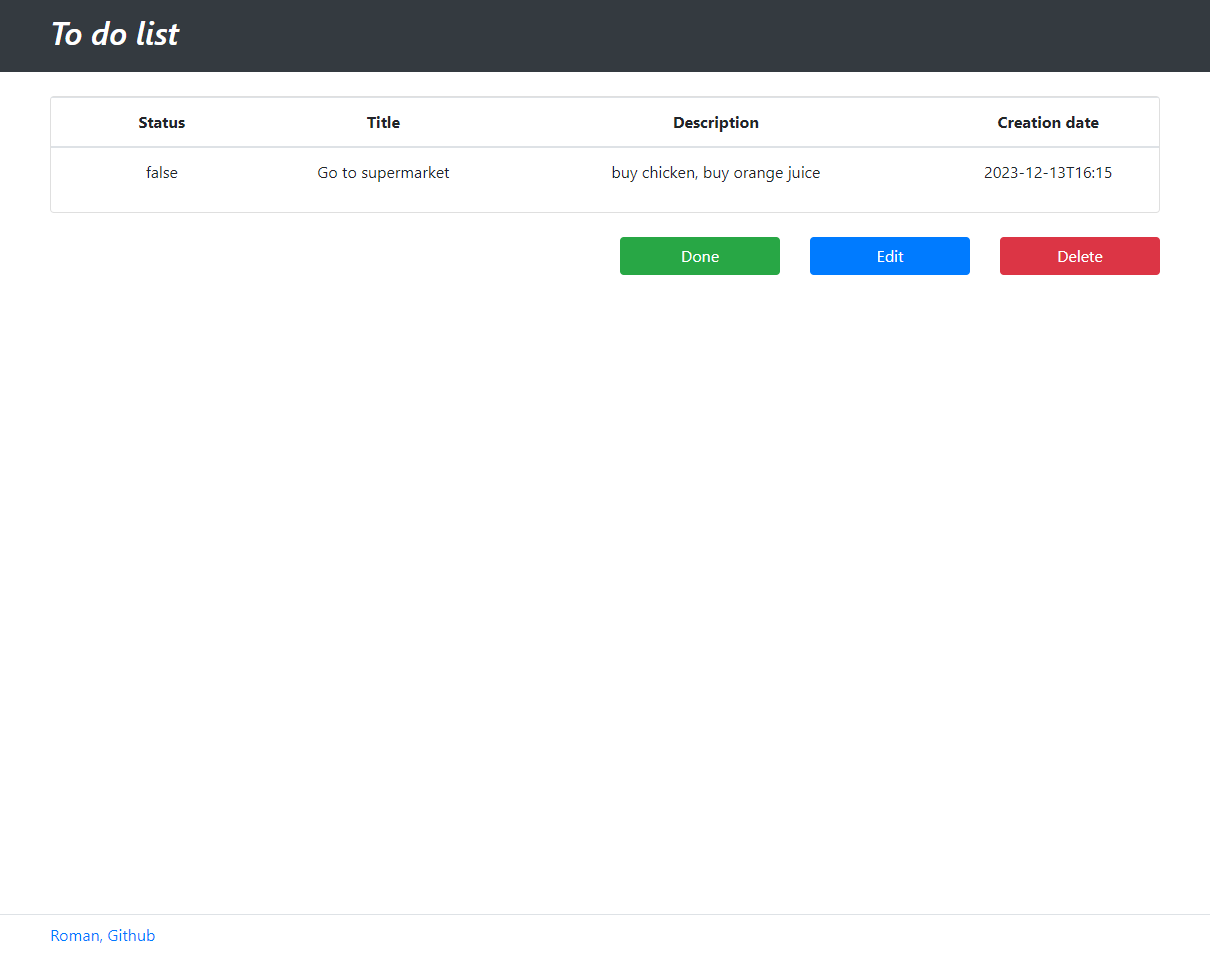 To do list
Status Title Description Creation date
false Go to supermarket buy chicken, buy orange juice 2023-12-13T16:15
Done Edit Delete
Roman, Github